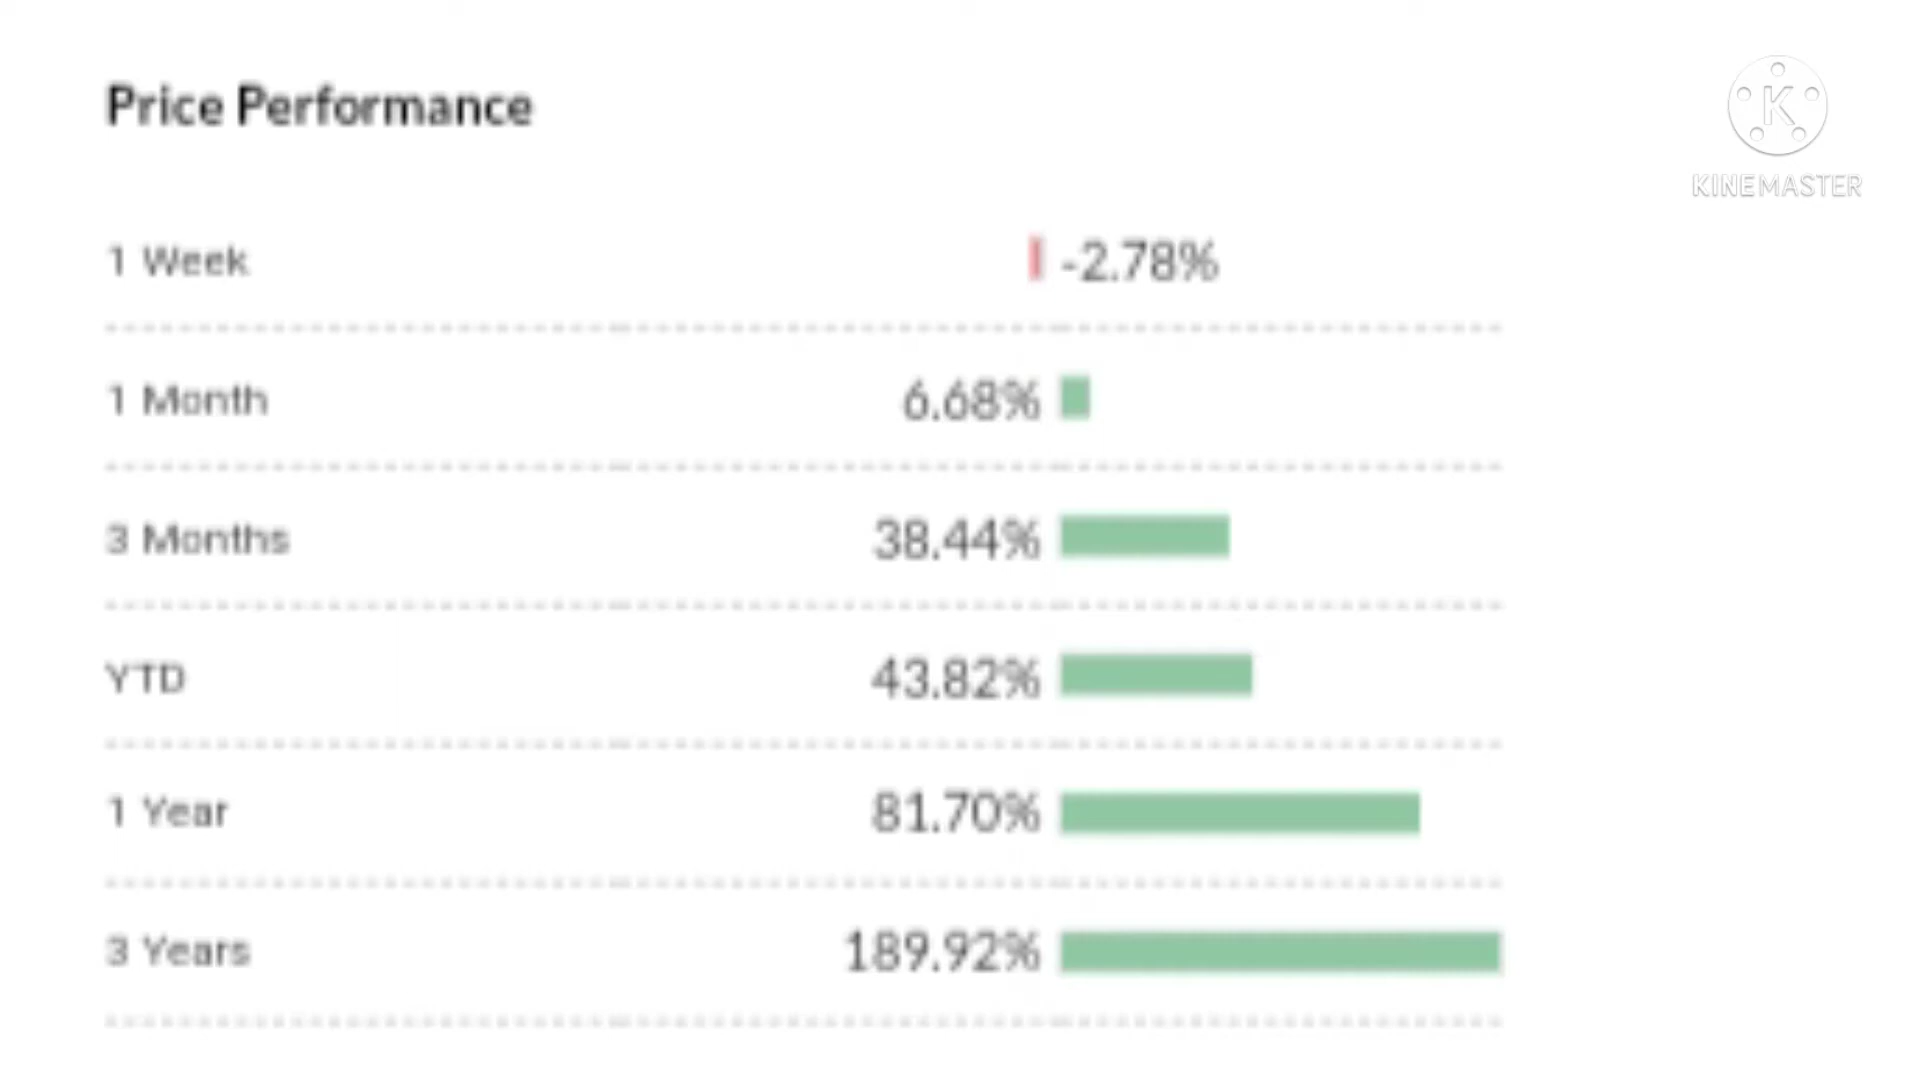 Price Performance
K
KINEMASTER
1 Week -2.78%
1 Month 6.68%
3 Months 38.44%
YTD 43.82%
1 Year 81.70%
3 Years 189.92%